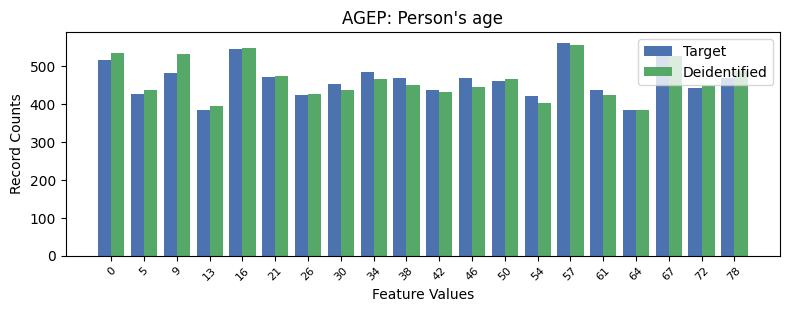 AGEP: Person's age
Target
Deidentified
Record Counts
500
400
300
200
100
0
0 5 9 13 16 21 26 30 34 38 42 46 50 54 57 61 64 67 72 78
Feature Values